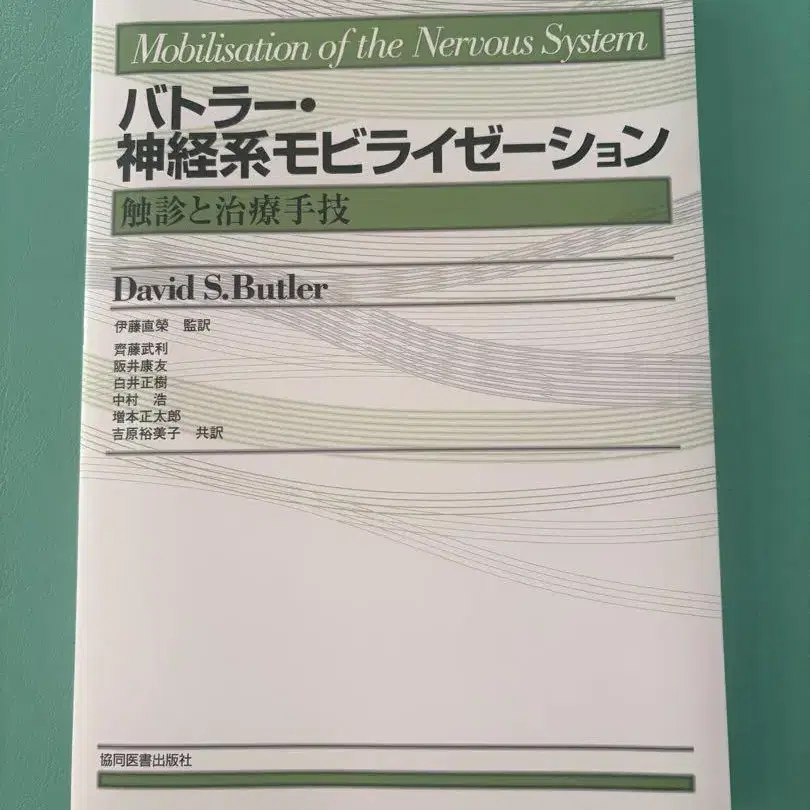 Mobilisation of the Nervous System
バトラー・
神経系モビライゼーション
触診と治療手技
David S.Butler
伊藤直榮 監訳
齊藤武利
阪井康友
白井正樹
中村 浩
増本正太郎
吉原裕美子 共訳
協同医書出版社